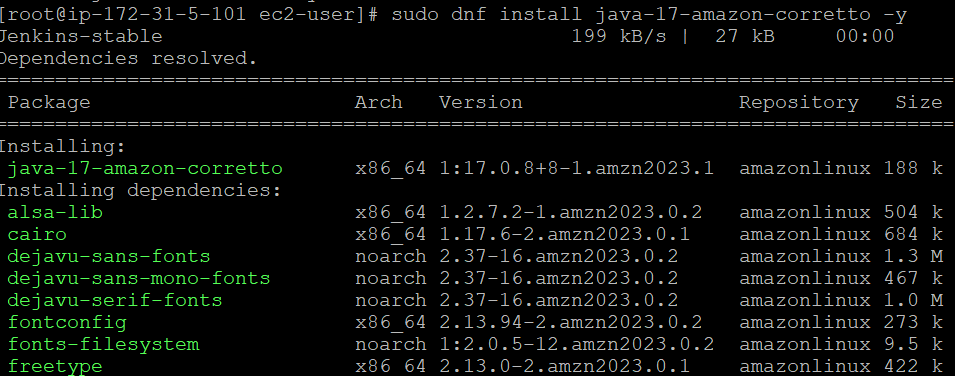 [root@ip-172-31-5-101 ec2-user]# sudo dnf install java-17-amazon-corretto -y
Jenkins-stable 199 kB/s | 27 kB 00:00
Dependencies resolved.
================================================================================
Package Arch Version Repository Size
================================================================================
Installing:
java-17-amazon-corretto x86_64 1:17.0.8+8-1.amzn2023.1 amazonlinux 188 k
Installing dependencies:
alsa-lib x86_64 1.2.7.2-1.amzn2023.0.2 amazonlinux 504 k
cairo x86_64 1.17.6-2.amzn2023.0.1 amazonlinux 684 k
dejavu-sans-fonts noarch 2.37-16.amzn2023.0.2 amazonlinux 1.3 M
dejavu-sans-mono-fonts noarch 2.37-16.amzn2023.0.2 amazonlinux 467 k
dejavu-serif-fonts noarch 2.37-16.amzn2023.0.2 amazonlinux 1.0 M
fontconfig x86_64 2.13.94-2.amzn2023.0.2 amazonlinux 273 k
fonts-filesystem noarch 1:2.0.5-12.amzn2023.0.2 amazonlinux 9.5 k
freetype x86_64 2.13.0-2.amzn2023.0.1 amazonlinux 422 k